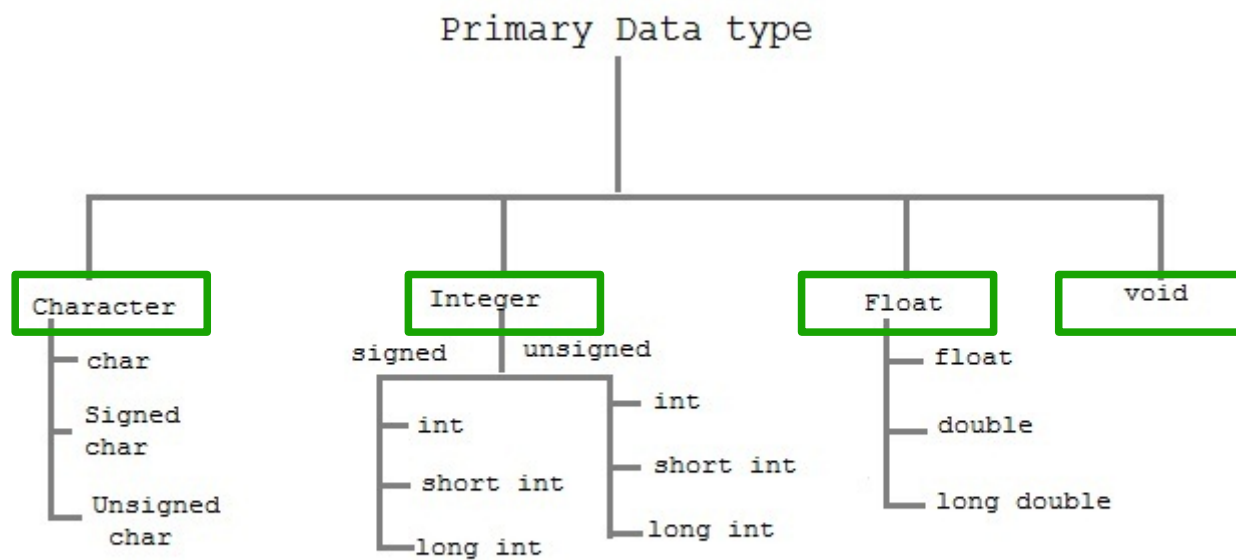 Primary Data type
Character
char
Signed
char
Unsigned
char
Integer
signed
unsigned
int
short int
long int
int
short int
long int
Float
float
double
long double
void